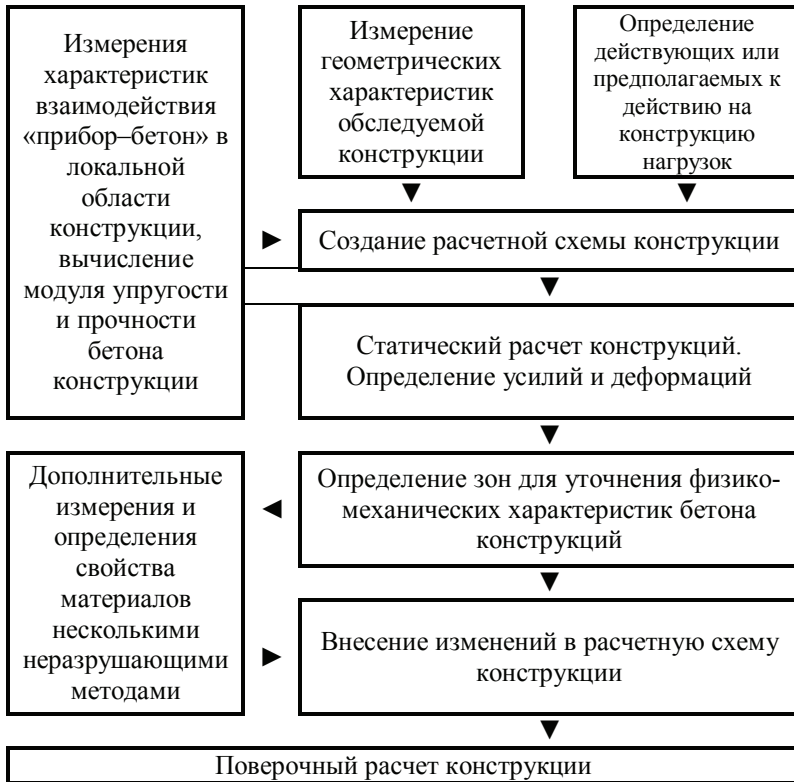 Измерения
характеристик
взаимодействия
«прибор–бетон» в
локальной
области
конструкции,
вычисление
модуля упругости
и прочности
бетона
конструкции
Измерение
геометрических
характеристик
обследуемой
конструкции
Определение
действующих или
предполагаемых к
действию на
конструкцию
нагрузок
Создание расчетной схемы конструкции
Статический расчет конструкций.
Определение усилий и деформаций
Определение зон для уточнения физико-
механических характеристик бетона
конструкций
Дополнительные
измерения и
определения
свойства
материалов
несколькими
неразрушающими
методами
Внесение изменений в расчетную схему
конструкции
Поверочный расчет конструкции